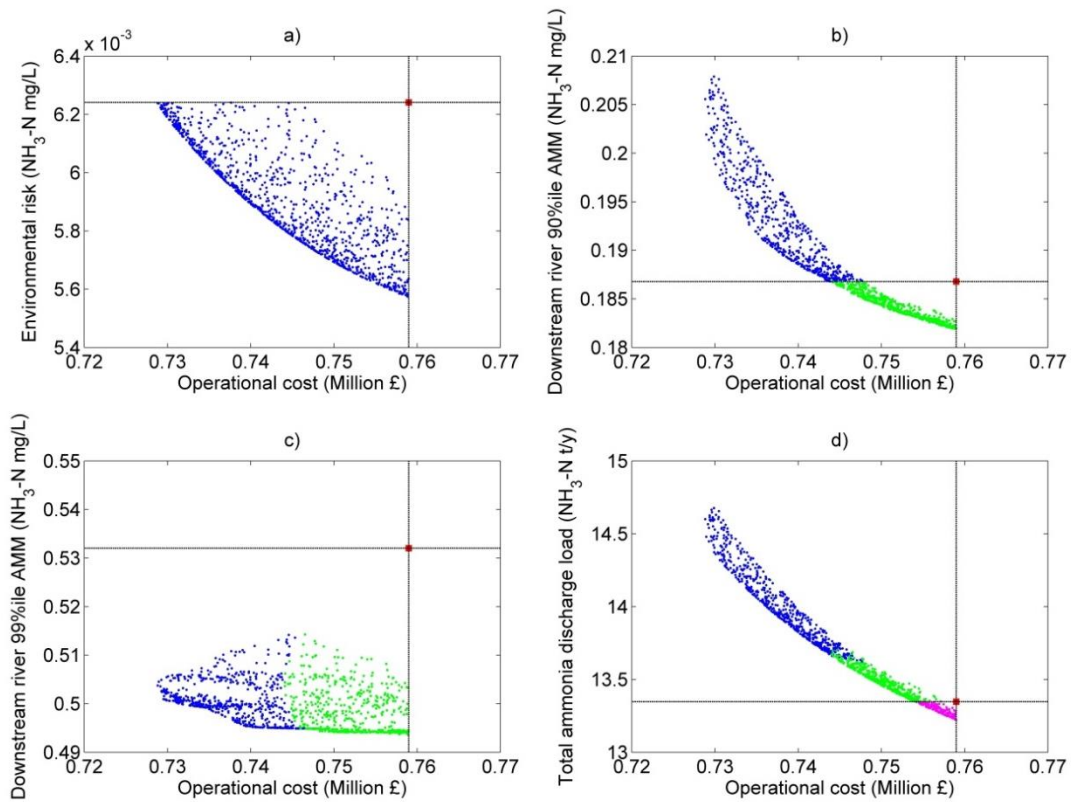 a)
x 10^-3
6.4
6.2
6
5.8
5.6
5.4
0.72 0.73 0.74 0.75 0.76 0.77
Operational cost (Million £)
Environmental risk (NH3-N mg/L)
b)
0.21
0.205
0.2
0.195
0.19
0.185
0.18
0.72 0.73 0.74 0.75 0.76 0.77
Operational cost (Million £)
Downstream river 90%ile AMM (NH3-N mg/L)
c)
0.55
0.54
0.53
0.52
0.51
0.5
0.49
0.72 0.73 0.74 0.75 0.76 0.77
Operational cost (Million £)
Downstream river 99%ile AMM (NH3-N mg/L)
d)
15
14.5
14
13.5
13
0.72 0.73 0.74 0.75 0.76 0.77
Operational cost (Million £)
Total ammonia discharge load (NH3-N t/y)